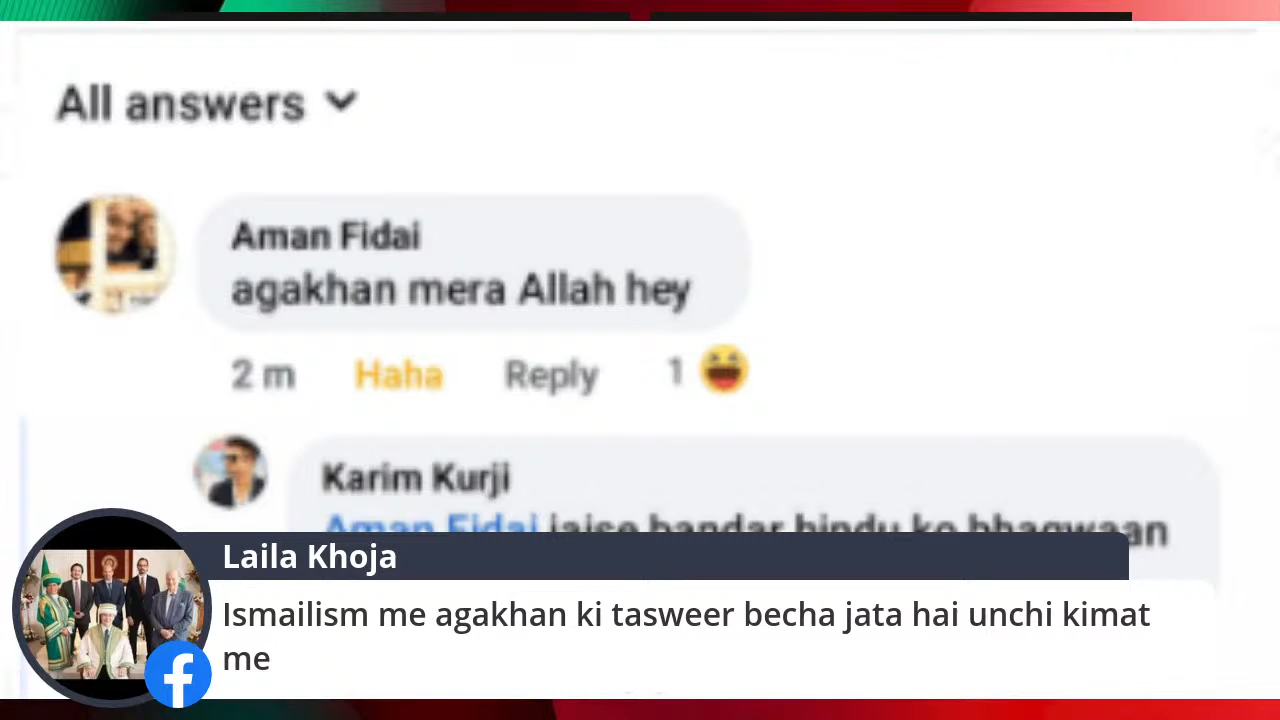 All answers
Aman Fidai
agakhan mera Allah hey
2 m Haha Reply 1
Karim Kurji
Aman Fidai jaise bandar hindu ko bhagwaan
Laila Khoja
Ismailism me agakhan ki tasweer becha jata hai unchi kimat
me